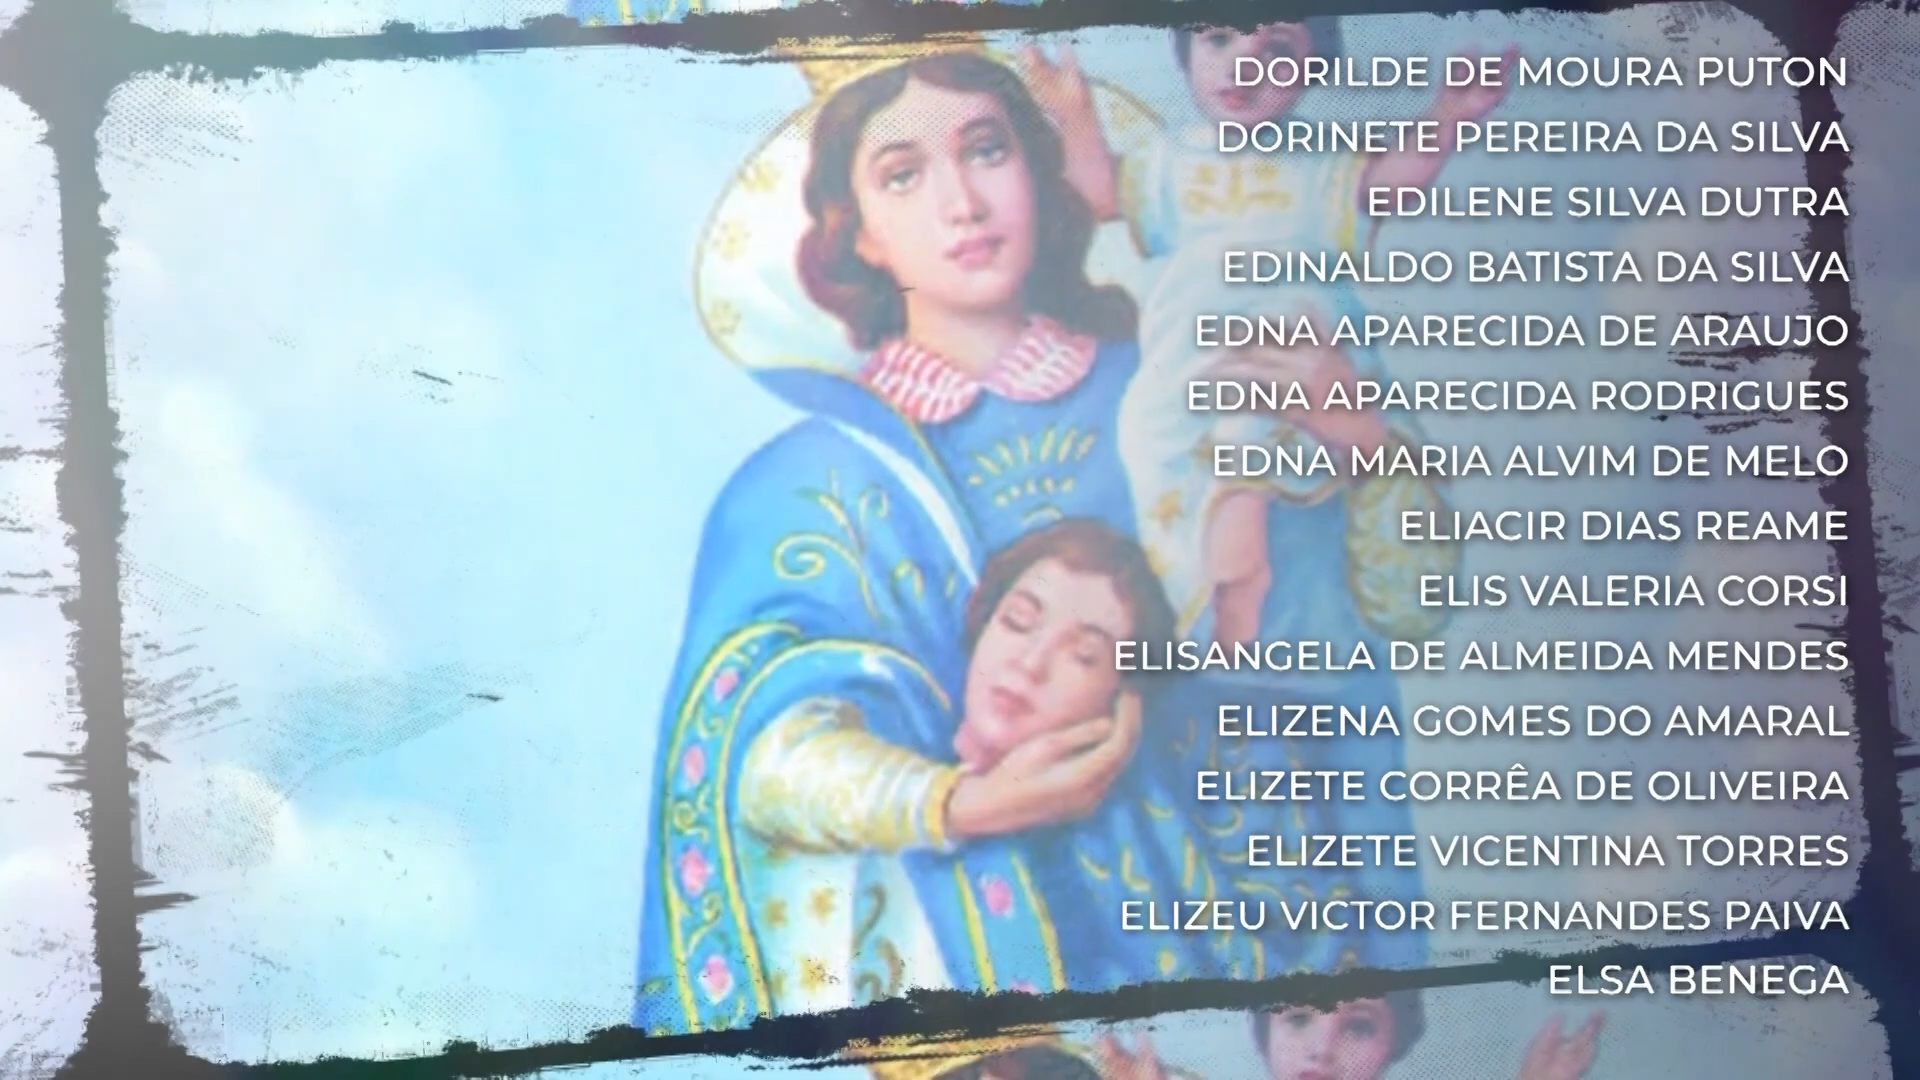 DORILDE DE MOURA PUTON
DORINETE PEREIRA DA SILVA
EDILENE SILVA DUTRA
EDINALDO BATISTA DA SILVA
EDNA APARECIDA DE ARAUJO
EDNA APARECIDA RODRIGUES
EDNA MARIA ALVIM DE MELO
ELIACIR DIAS REAME
ELIS VALERIA CORSI
ELISANGELA DE ALMEIDA MENDES
ELIZENA GOMES DO AMARAL
ELIZETE CORRÊA DE OLIVEIRA
ELIZETE VICENTINA TORRES
ELIZEU VICTOR FERNANDES PAIVA
ELSA BENEGA